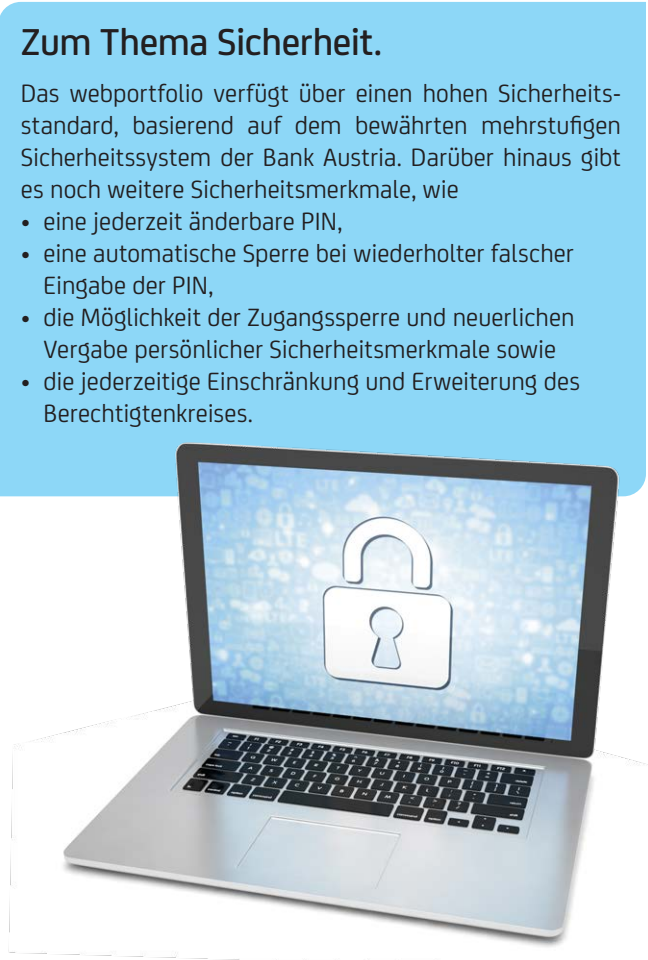 Zum Thema Sicherheit.
Das webportfolio verfügt über einen hohen Sicherheits-
standard, basierend auf dem bewährten mehrstufigen
Sicherheitssystem der Bank Austria. Darüber hinaus gibt
es noch weitere Sicherheitsmerkmale, wie
• eine jederzeit änderbare PIN,
• eine automatische Sperre bei wiederholter falscher
Eingabe der PIN,
• die Möglichkeit der Zugangssperre und neuerlichen
Vergabe persönlicher Sicherheitsmerkmale sowie
• die jederzeitige Einschränkung und Erweiterung des
Berechtigtenkreises.